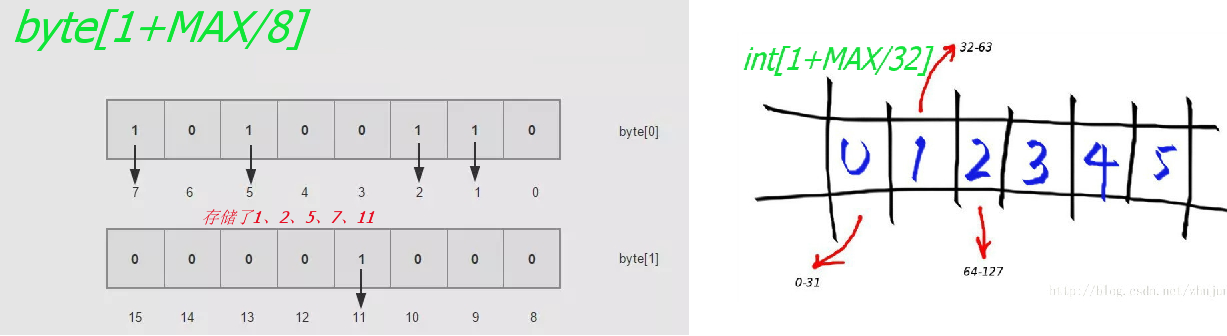 byte[1+MAX/8]
1 0 1 0 0 1 1 0 byte[0]
7 6 5 4 3 2 1 0
存储了1、2、5、7、11
0 0 0 0 1 0 0 0 byte[1]
15 14 13 12 11 10 9 8
int[1+MAX/32]
32-63
0 1 2 3 4 5
0-31
64-127
http://blog.csdn.net/zhujun